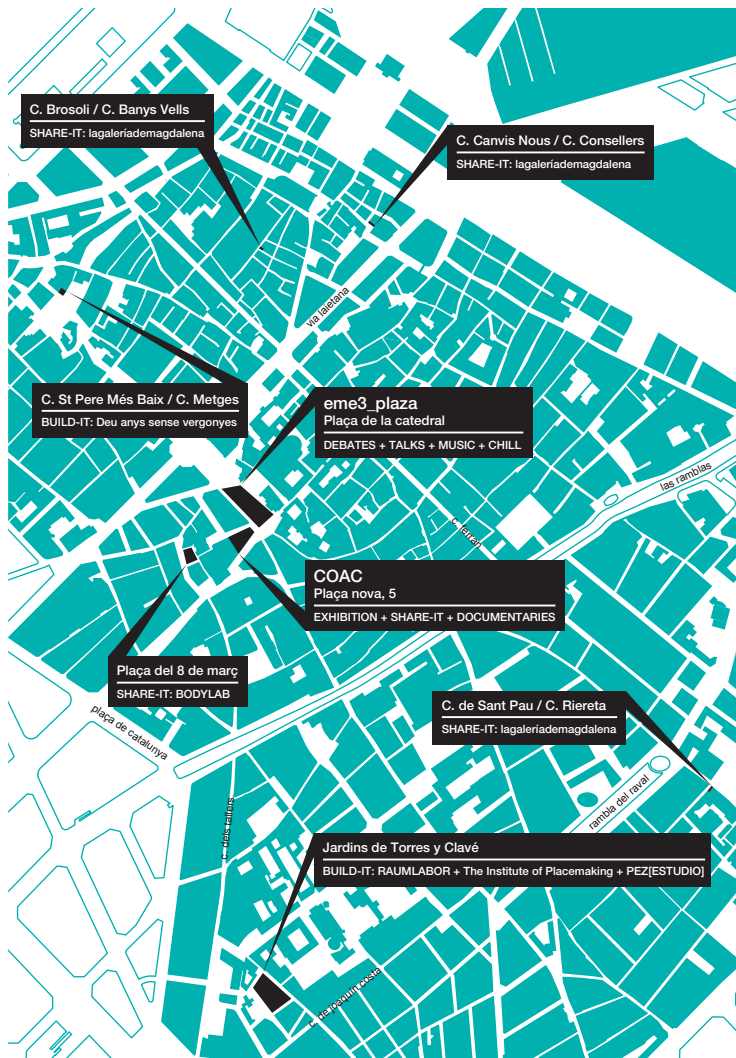 C. Brosoli / C. Banys Vells
SHARE-IT: lagaleríademagdalena
C. Canvis Nous / C. Consellers
SHARE-IT: lagaleríademagdalena
via laietana
C. St Pere Més Baix / C. Metges
BUILD-IT: Deu anys sense vergonyes
eme3_plaza
Plaça de la catedral
DEBATES + TALKS + MUSIC + CHILL
las ramblas
c. ferran
COAC
Plaça nova, 5
EXHIBITION + SHARE-IT + DOCUMENTARIES
Plaça del 8 de març
SHARE-IT: BODYLAB
plaça de catalunya
C. de Sant Pau / C. Riereta
SHARE-IT: lagaleríademagdalena
rambla del raval
c. dels tallers
Jardins de Torres y Clavé
BUILD-IT: RAUMLABOR + The Institute of Placemaking + PEZ[ESTUDIO]
c. de joaquín costa